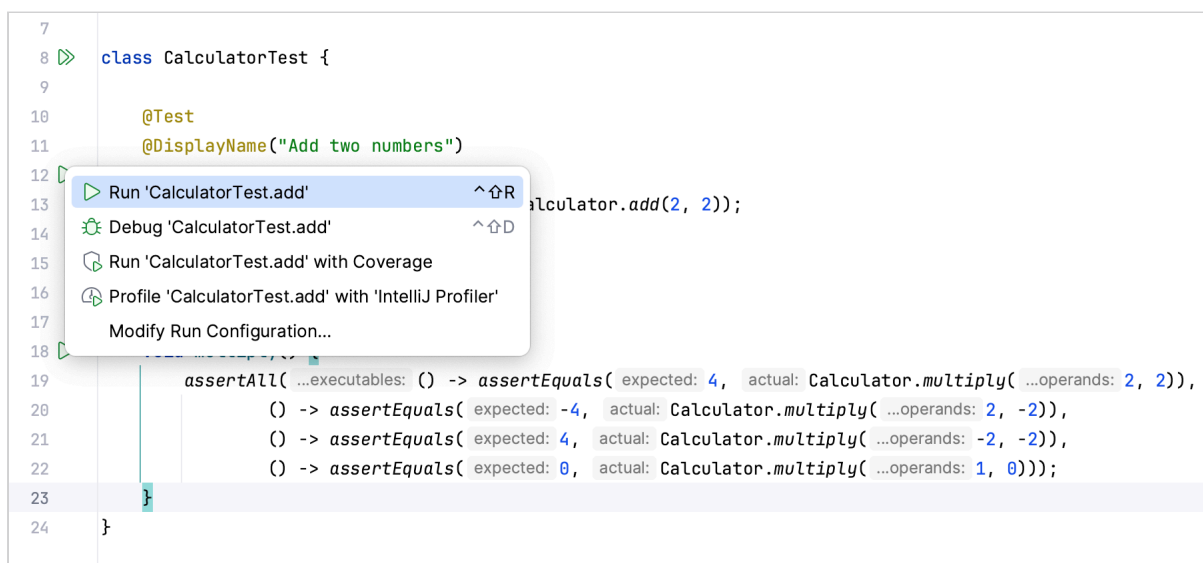 7
8 class CalculatorTest {
9
10 @Test
11 @DisplayName("Add two numbers")
12
Run 'CalculatorTest.add' ^⇧R
13 alculator.add(2, 2));
Debug 'CalculatorTest.add' ^⇧D
14
15 Run 'CalculatorTest.add' with Coverage
16 Profile 'CalculatorTest.add' with 'IntelliJ Profiler'
17
Modify Run Configuration...
18 void multiply() {
19 assertAll( ...executables: () -> assertEquals( expected: 4, actual: Calculator.multiply( ...operands: 2, 2)),
20 () -> assertEquals( expected: -4, actual: Calculator.multiply( ...operands: 2, -2)),
21 () -> assertEquals( expected: 4, actual: Calculator.multiply( ...operands: -2, -2)),
22 () -> assertEquals( expected: 0, actual: Calculator.multiply( ...operands: 1, 0)));
23 }
24 }